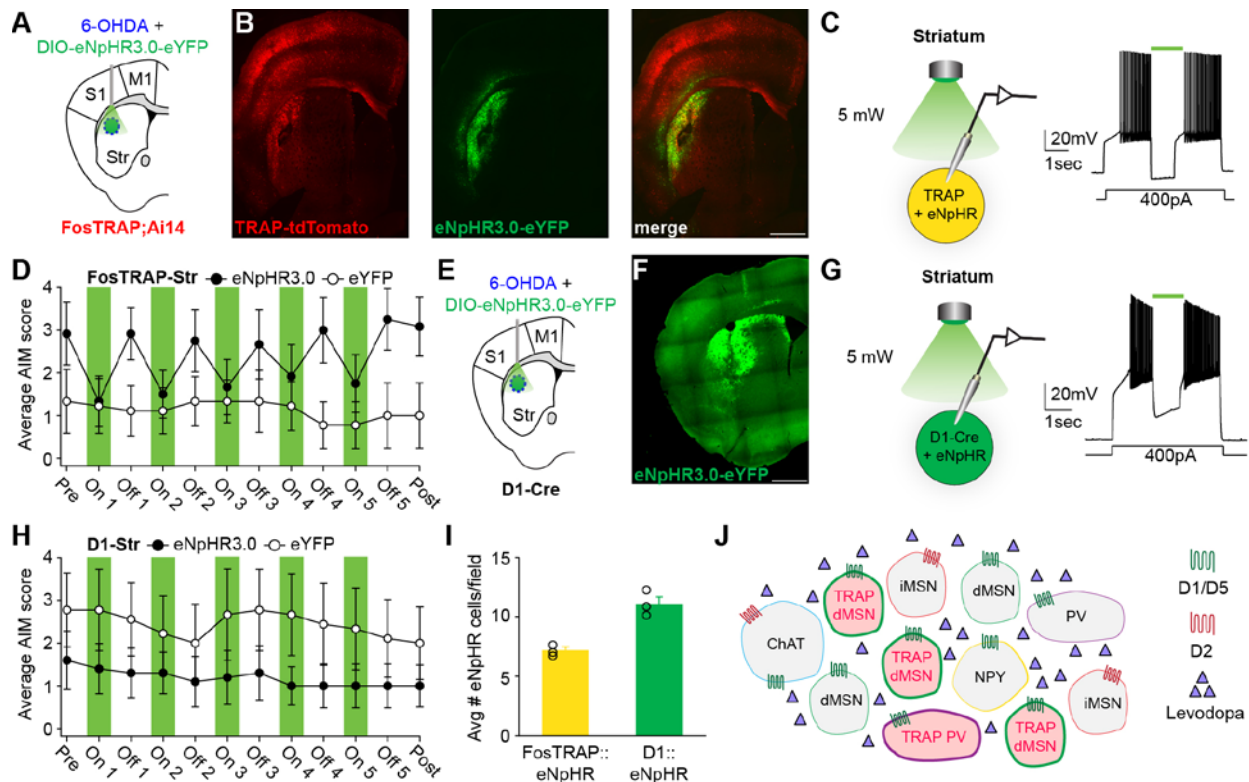 A
6-OHDA +
DIO-eNpHR3.0-eYFP
S1
M1
Str
FosTRAP;Ai14
B
TRAP-tdTomato
eNpHR3.0-eYFP
merge
C
Striatum
5 mW
TRAP
+ eNpHR
20mV
1sec
400pA
D
FosTRAP-Str eNpHR3.0 eYFP
Average AIM score
4
3
2
1
0
Pre
On 1
Off 1
On 2
Off 2
On 3
Off 3
On 4
Off 4
On 5
Off 5
Post
E
6-OHDA +
DIO-eNpHR3.0-eYFP
S1
M1
Str
D1-Cre
F
eNpHR3.0-eYFP
G
Striatum
5 mW
D1-Cre
+ eNpHR
20mV
1sec
400pA
H
D1-Str eNpHR3.0 eYFP
Average AIM score
4
3
2
1
0
Pre
On 1
Off 1
On 2
Off 2
On 3
Off 3
On 4
Off 4
On 5
Off 5
Post
I
Avg # eNpHR cells/field
15
10
5
0
FosTRAP::
eNpHR
D1::
eNpHR
J
ChAT
TRAP
dMSN
iMSN
dMSN
PV
TRAP
dMSN
NPY
dMSN
iMSN
TRAP PV
TRAP
dMSN
D1/D5
D2
Levodopa